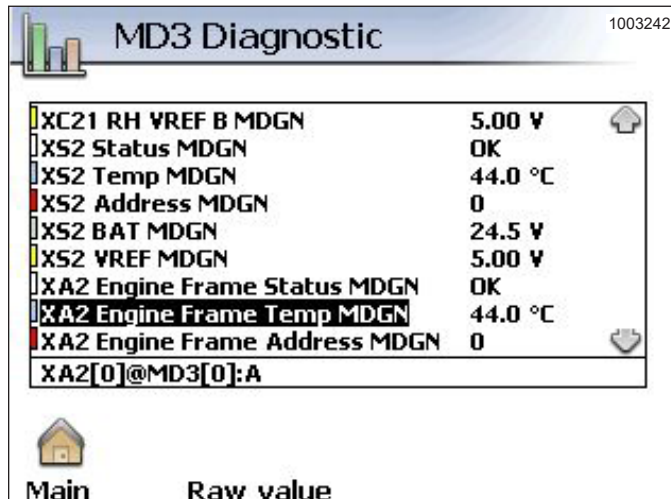 MD3 Diagnostic
1003242
XC21 RH VREF B MDGN 5.00 V
XS2 Status MDGN OK
XS2 Temp MDGN 44.0 °C
XS2 Address MDGN 0
XS2 BAT MDGN 24.5 V
XS2 VREF MDGN 5.00 V
XA2 Engine Frame Status MDGN OK
XA2 Engine Frame Temp MDGN 44.0 °C
XA2 Engine Frame Address MDGN 0
XA2[0]@MD3[0]:A
Main Raw value